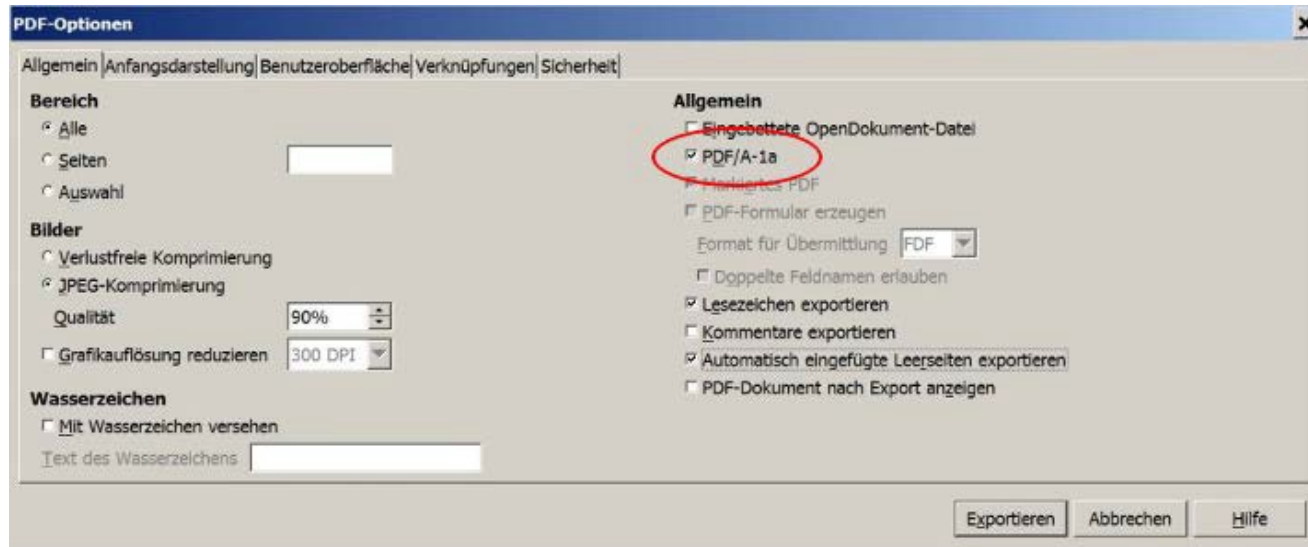 PDF-Optionen
Allgemein Anfangsdarstellung Benutzeroberfläche Verknüpfungen Sicherheit
Bereich
Alle
Seiten
Auswahl
Bilder
Verlustfreie Komprimierung
JPEG-Komprimierung
Qualität 90%
Grafikauflösung reduzieren 300 DPI
Wasserzeichen
Mit Wasserzeichen versehen
Text des Wasserzeichens
Allgemein
Eingebettete OpenDokument-Datei
PDF/A-1a
Markiertes PDF
PDF-Formular erzeugen
Format für Übermittlung FDF
Doppelte Feldnamen erlauben
Lesezeichen exportieren
Kommentare exportieren
Automatisch eingefügte Leerseiten exportieren
PDF-Dokument nach Export anzeigen
Exportieren Abbrechen Hilfe